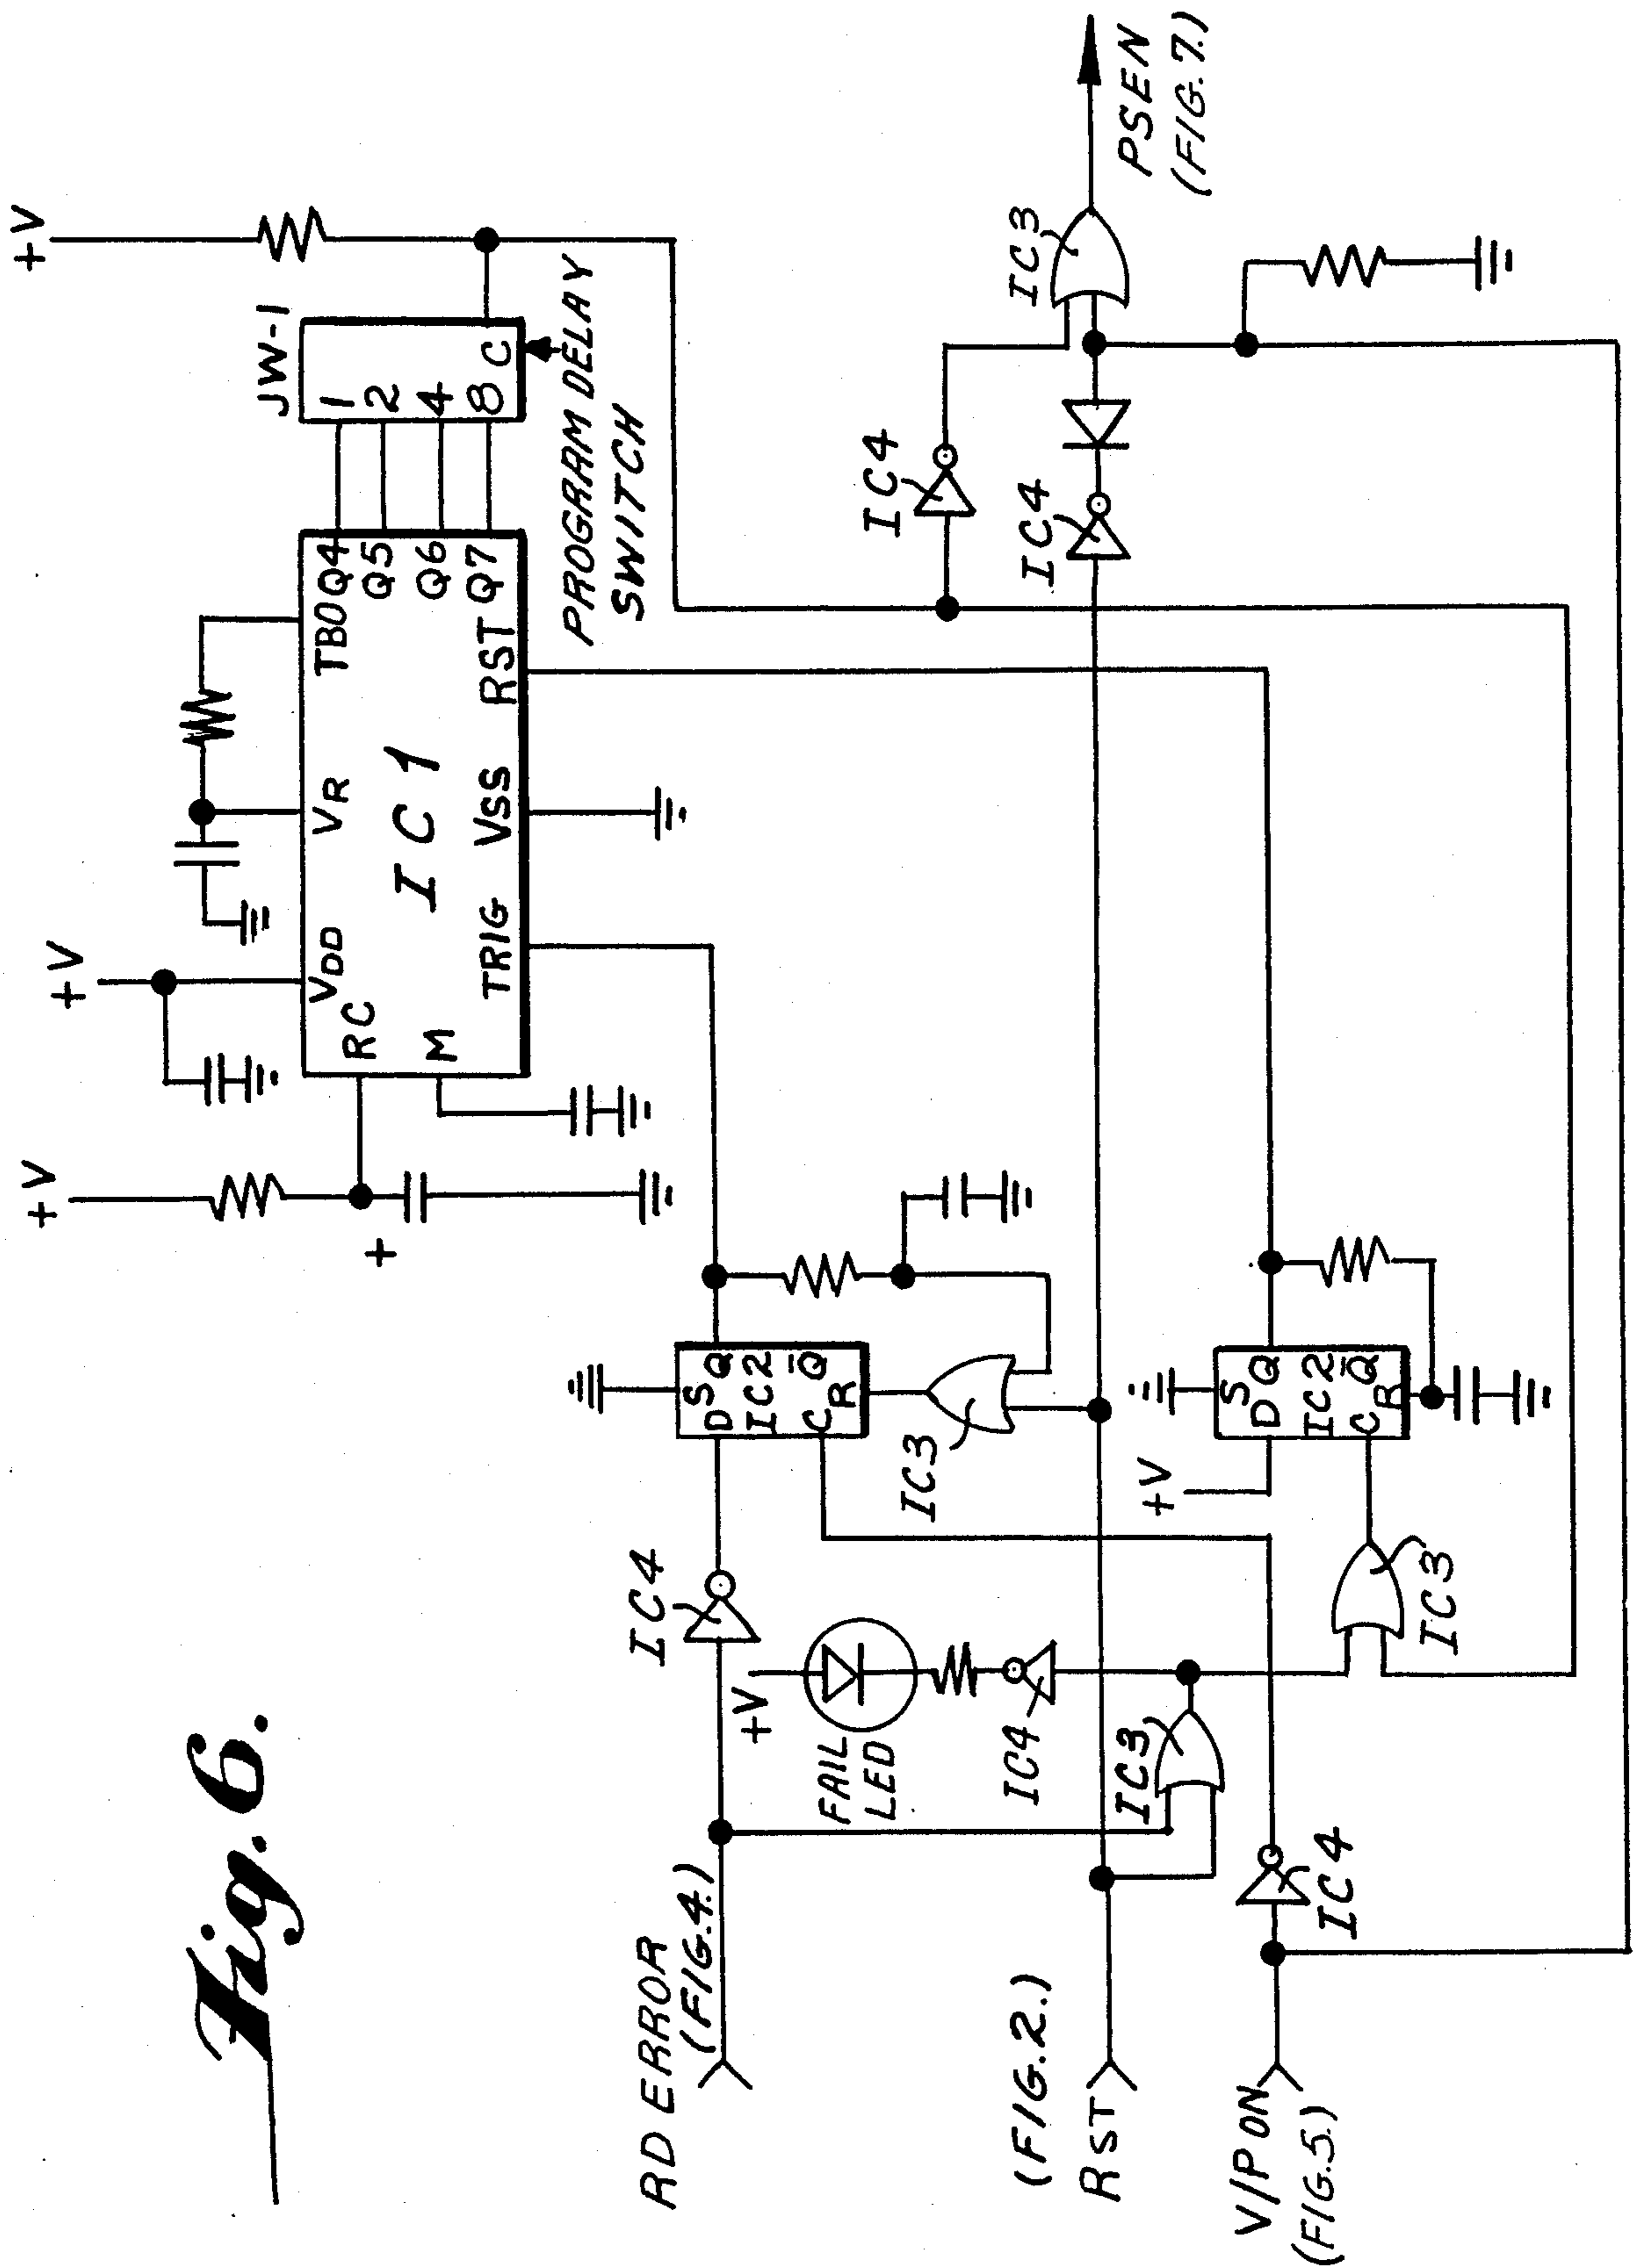 Fig. 6.
+V
+V
+V
RC
VDD
VR
TBO
Q4
Q5
Q6
Q7
M
IC1
TRIG
VSS
RST
+
JW-1
1
2
4
8
C
PROGRAM DELAY
SWITCH
RD ERROR
(FIG.4.)
IC4
S
D
Q
IC2
C
Q̅
R
IC3
+V
FAIL
LED
IC4
IC3
(FIG.2.)
RST
IC4
IC4
IC3
PSEN
(FIG.7.)
+V
S
D
Q
IC2
C
Q̅
R
IC3
V/P ON
(FIG.5.)
IC4